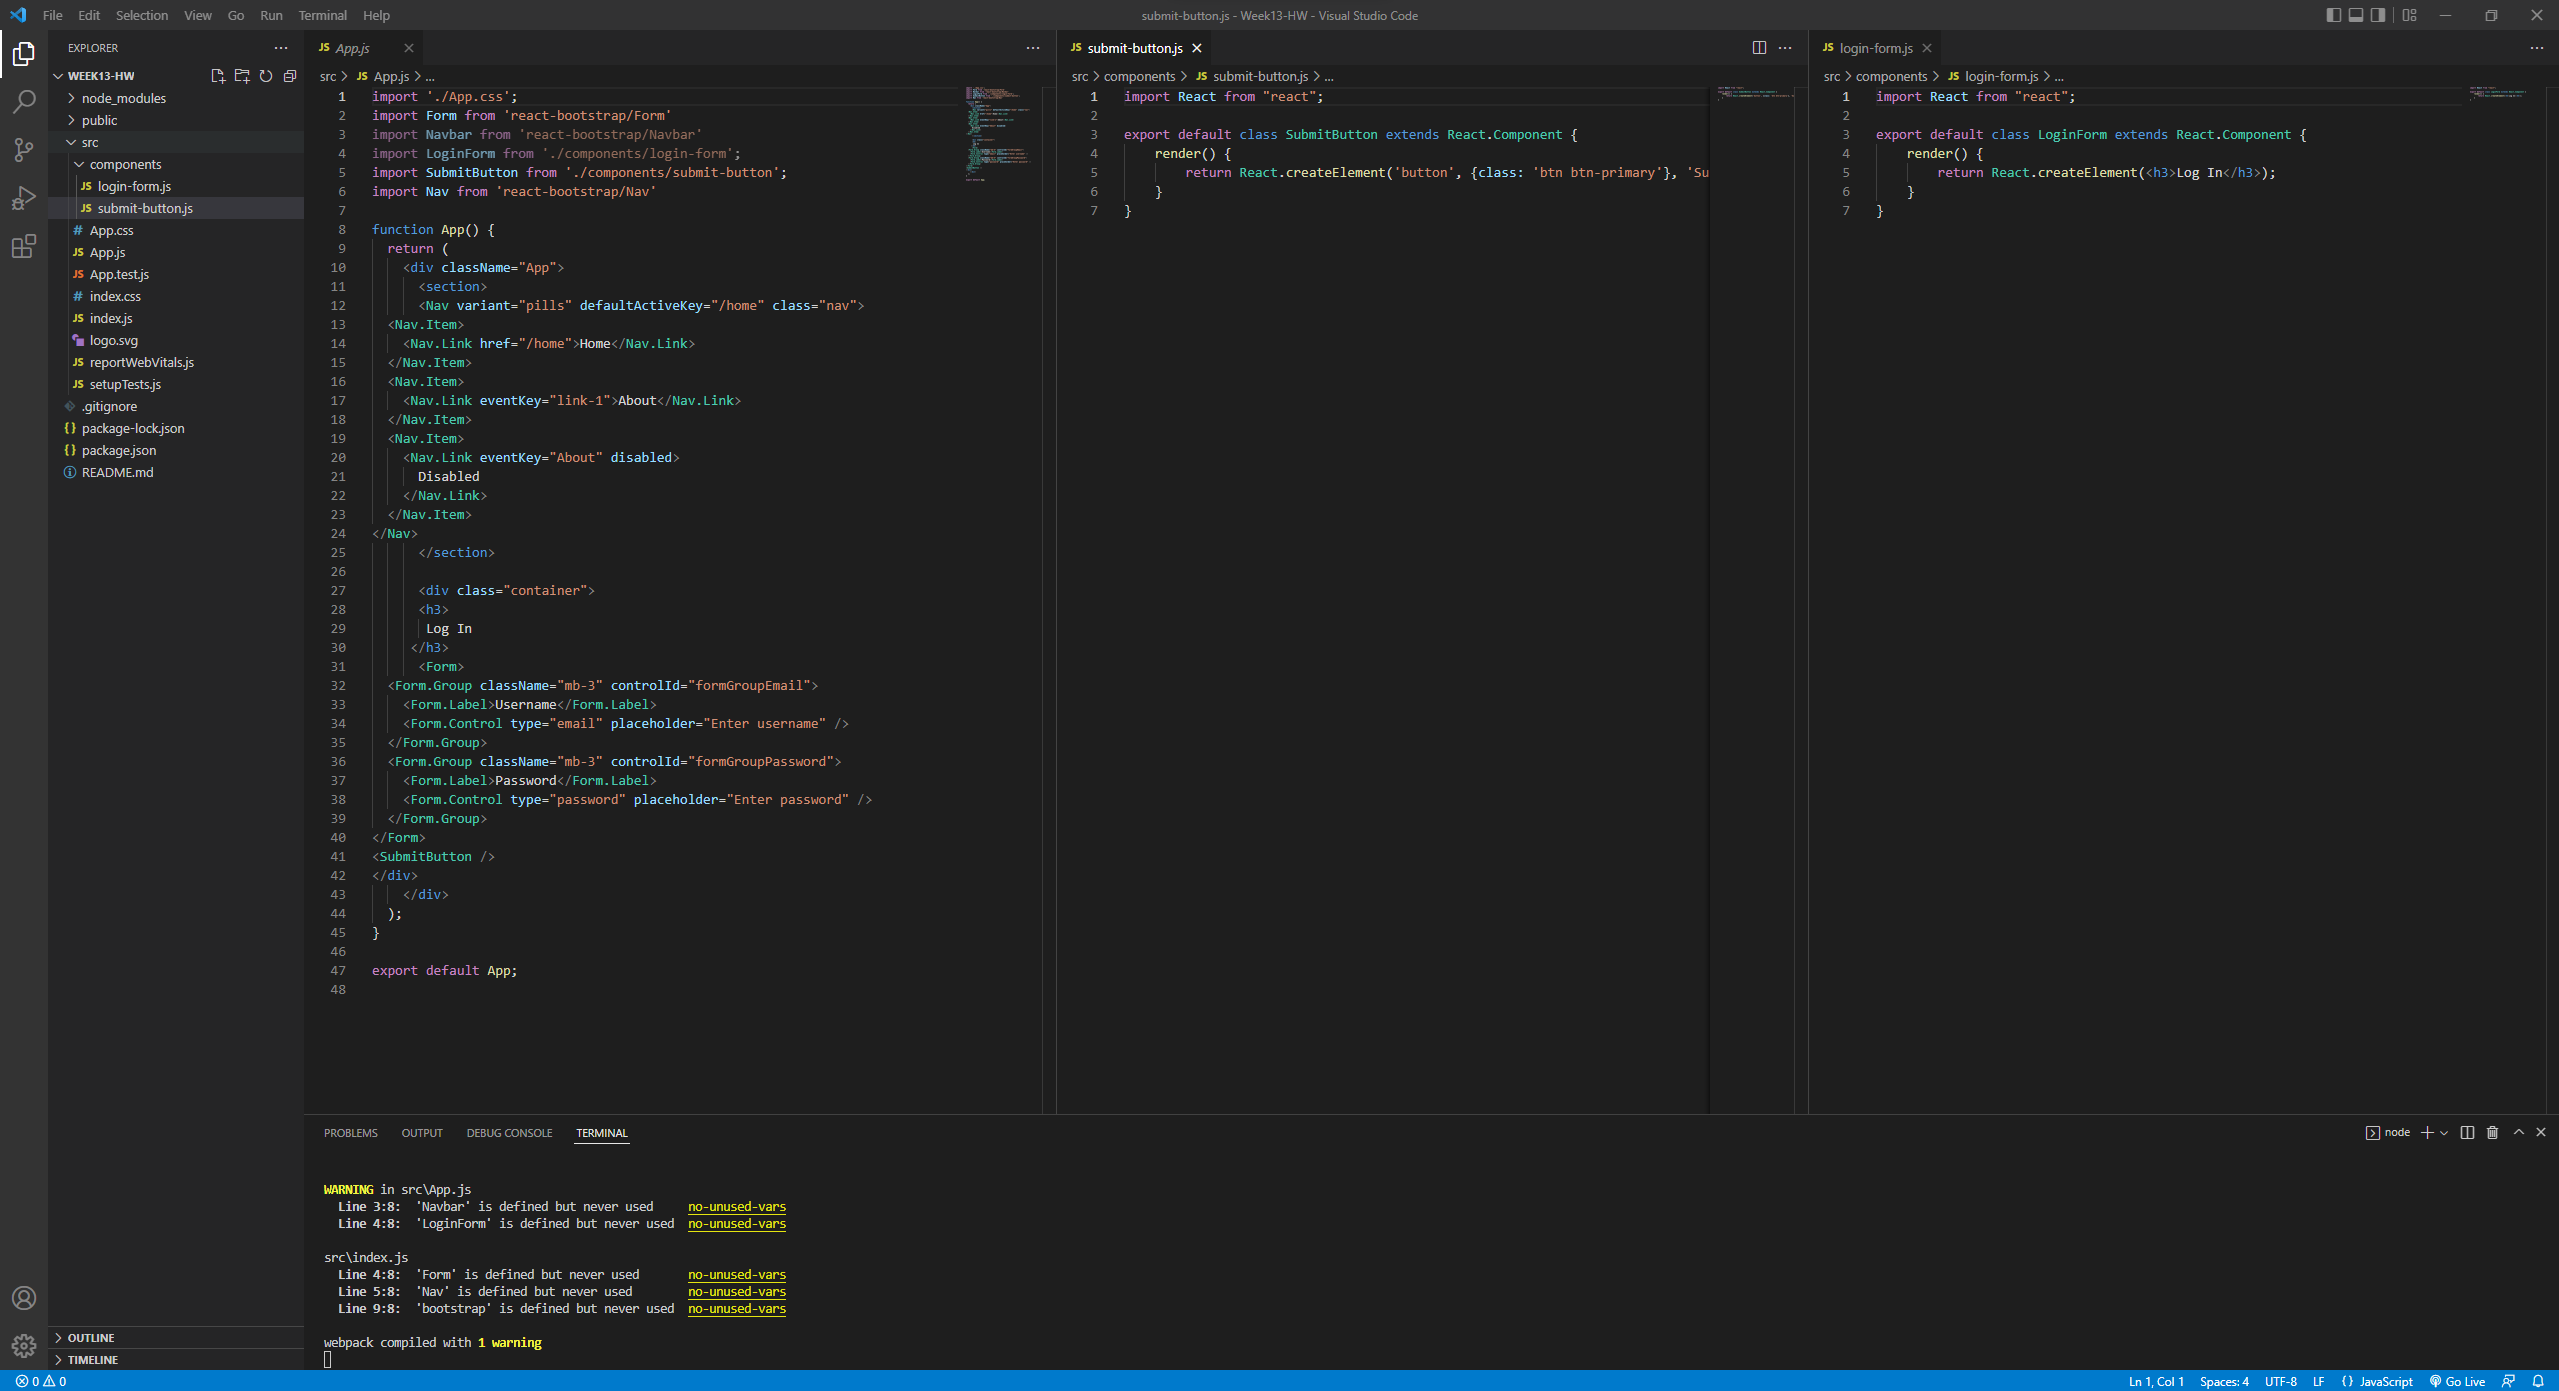 File Edit Selection View Go Run Terminal Help
submit-button.js - Week13-HW - Visual Studio Code
EXPLORER
WEEK13-HW
node_modules
public
src
components
JS login-form.js
JS submit-button.js
# App.css
JS App.js
JS App.test.js
# index.css
JS index.js
logo.svg
JS reportWebVitals.js
JS setupTests.js
.gitignore
{} package-lock.json
{} package.json
README.md
OUTLINE
TIMELINE
JS App.js
src > JS App.js > ...
1 import './App.css';
2 import Form from 'react-bootstrap/Form'
3 import Navbar from 'react-bootstrap/Navbar'
4 import LoginForm from './components/login-form';
5 import SubmitButton from './components/submit-button';
6 import Nav from 'react-bootstrap/Nav'
7
8 function App() {
9 return (
10 <div className="App">
11 <section>
12 <Nav variant="pills" defaultActiveKey="/home" class="nav">
13 <Nav.Item>
14 <Nav.Link href="/home">Home</Nav.Link>
15 </Nav.Item>
16 <Nav.Item>
17 <Nav.Link eventKey="link-1">About</Nav.Link>
18 </Nav.Item>
19 <Nav.Item>
20 <Nav.Link eventKey="About" disabled>
21 Disabled
22 </Nav.Link>
23 </Nav.Item>
24 </Nav>
25 </section>
26
27 <div class="container">
28 <h3>
29 Log In
30 </h3>
31 <Form>
32 <Form.Group className="mb-3" controlId="formGroupEmail">
33 <Form.Label>Username</Form.Label>
34 <Form.Control type="email" placeholder="Enter username" />
35 </Form.Group>
36 <Form.Group className="mb-3" controlId="formGroupPassword">
37 <Form.Label>Password</Form.Label>
38 <Form.Control type="password" placeholder="Enter password" />
39 </Form.Group>
40 </Form>
41 <SubmitButton />
42 </div>
43 </div>
44 );
45 }
46
47 export default App;
48
JS submit-button.js
src > components > JS submit-button.js > ...
1 import React from "react";
2
3 export default class SubmitButton extends React.Component {
4 render() {
5 return React.createElement('button', {class: 'btn btn-primary'}, 'Su
6 }
7 }
JS login-form.js
src > components > JS login-form.js > ...
1 import React from "react";
2
3 export default class LoginForm extends React.Component {
4 render() {
5 return React.createElement(<h3>Log In</h3>);
6 }
7 }
PROBLEMS OUTPUT DEBUG CONSOLE TERMINAL
node
WARNING in src\App.js
Line 3:8: 'Navbar' is defined but never used no-unused-vars
Line 4:8: 'LoginForm' is defined but never used no-unused-vars
src\index.js
Line 4:8: 'Form' is defined but never used no-unused-vars
Line 5:8: 'Nav' is defined but never used no-unused-vars
Line 9:8: 'bootstrap' is defined but never used no-unused-vars
webpack compiled with 1 warning
0 0
Ln 1, Col 1 Spaces: 4 UTF-8 LF {} JavaScript Go Live